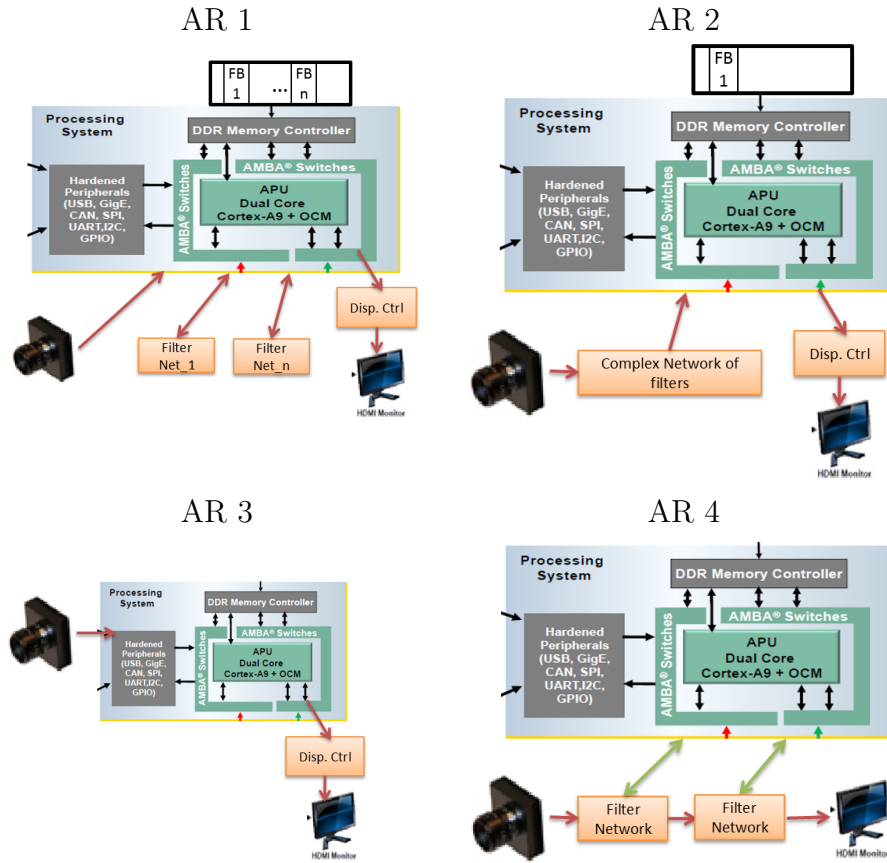 AR 1
FB
1
...
FB
n
Processing
System
DDR Memory Controller
AMBA® Switches
AMBA® Switches
Hardened
Peripherals
(USB, GigE,
CAN, SPI,
UART,I2C,
GPIO)
APU
Dual Core
Cortex-A9 + OCM
Filter
Net_1
Filter
Net_n
Disp. Ctrl
HDMI Monitor
AR 2
FB
1
Processing
System
DDR Memory Controller
AMBA® Switches
AMBA® Switches
Hardened
Peripherals
(USB, GigE,
CAN, SPI,
UART,I2C,
GPIO)
APU
Dual Core
Cortex-A9 + OCM
Complex Network of
filters
Disp. Ctrl
HDMI Monitor
AR 3
Processing
System
DDR Memory Controller
AMBA® Switches
AMBA® Switches
Hardened
Peripherals
(USB, GigE,
CAN, SPI,
UART,I2C,
GPIO)
APU
Dual Core
Cortex-A9 + OCM
Disp. Ctrl
HDMI Monitor
AR 4
Processing
System
DDR Memory Controller
AMBA® Switches
AMBA® Switches
Hardened
Peripherals
(USB, GigE,
CAN, SPI,
UART,I2C,
GPIO)
APU
Dual Core
Cortex-A9 + OCM
Filter
Network
Filter
Network
HDMI Monitor